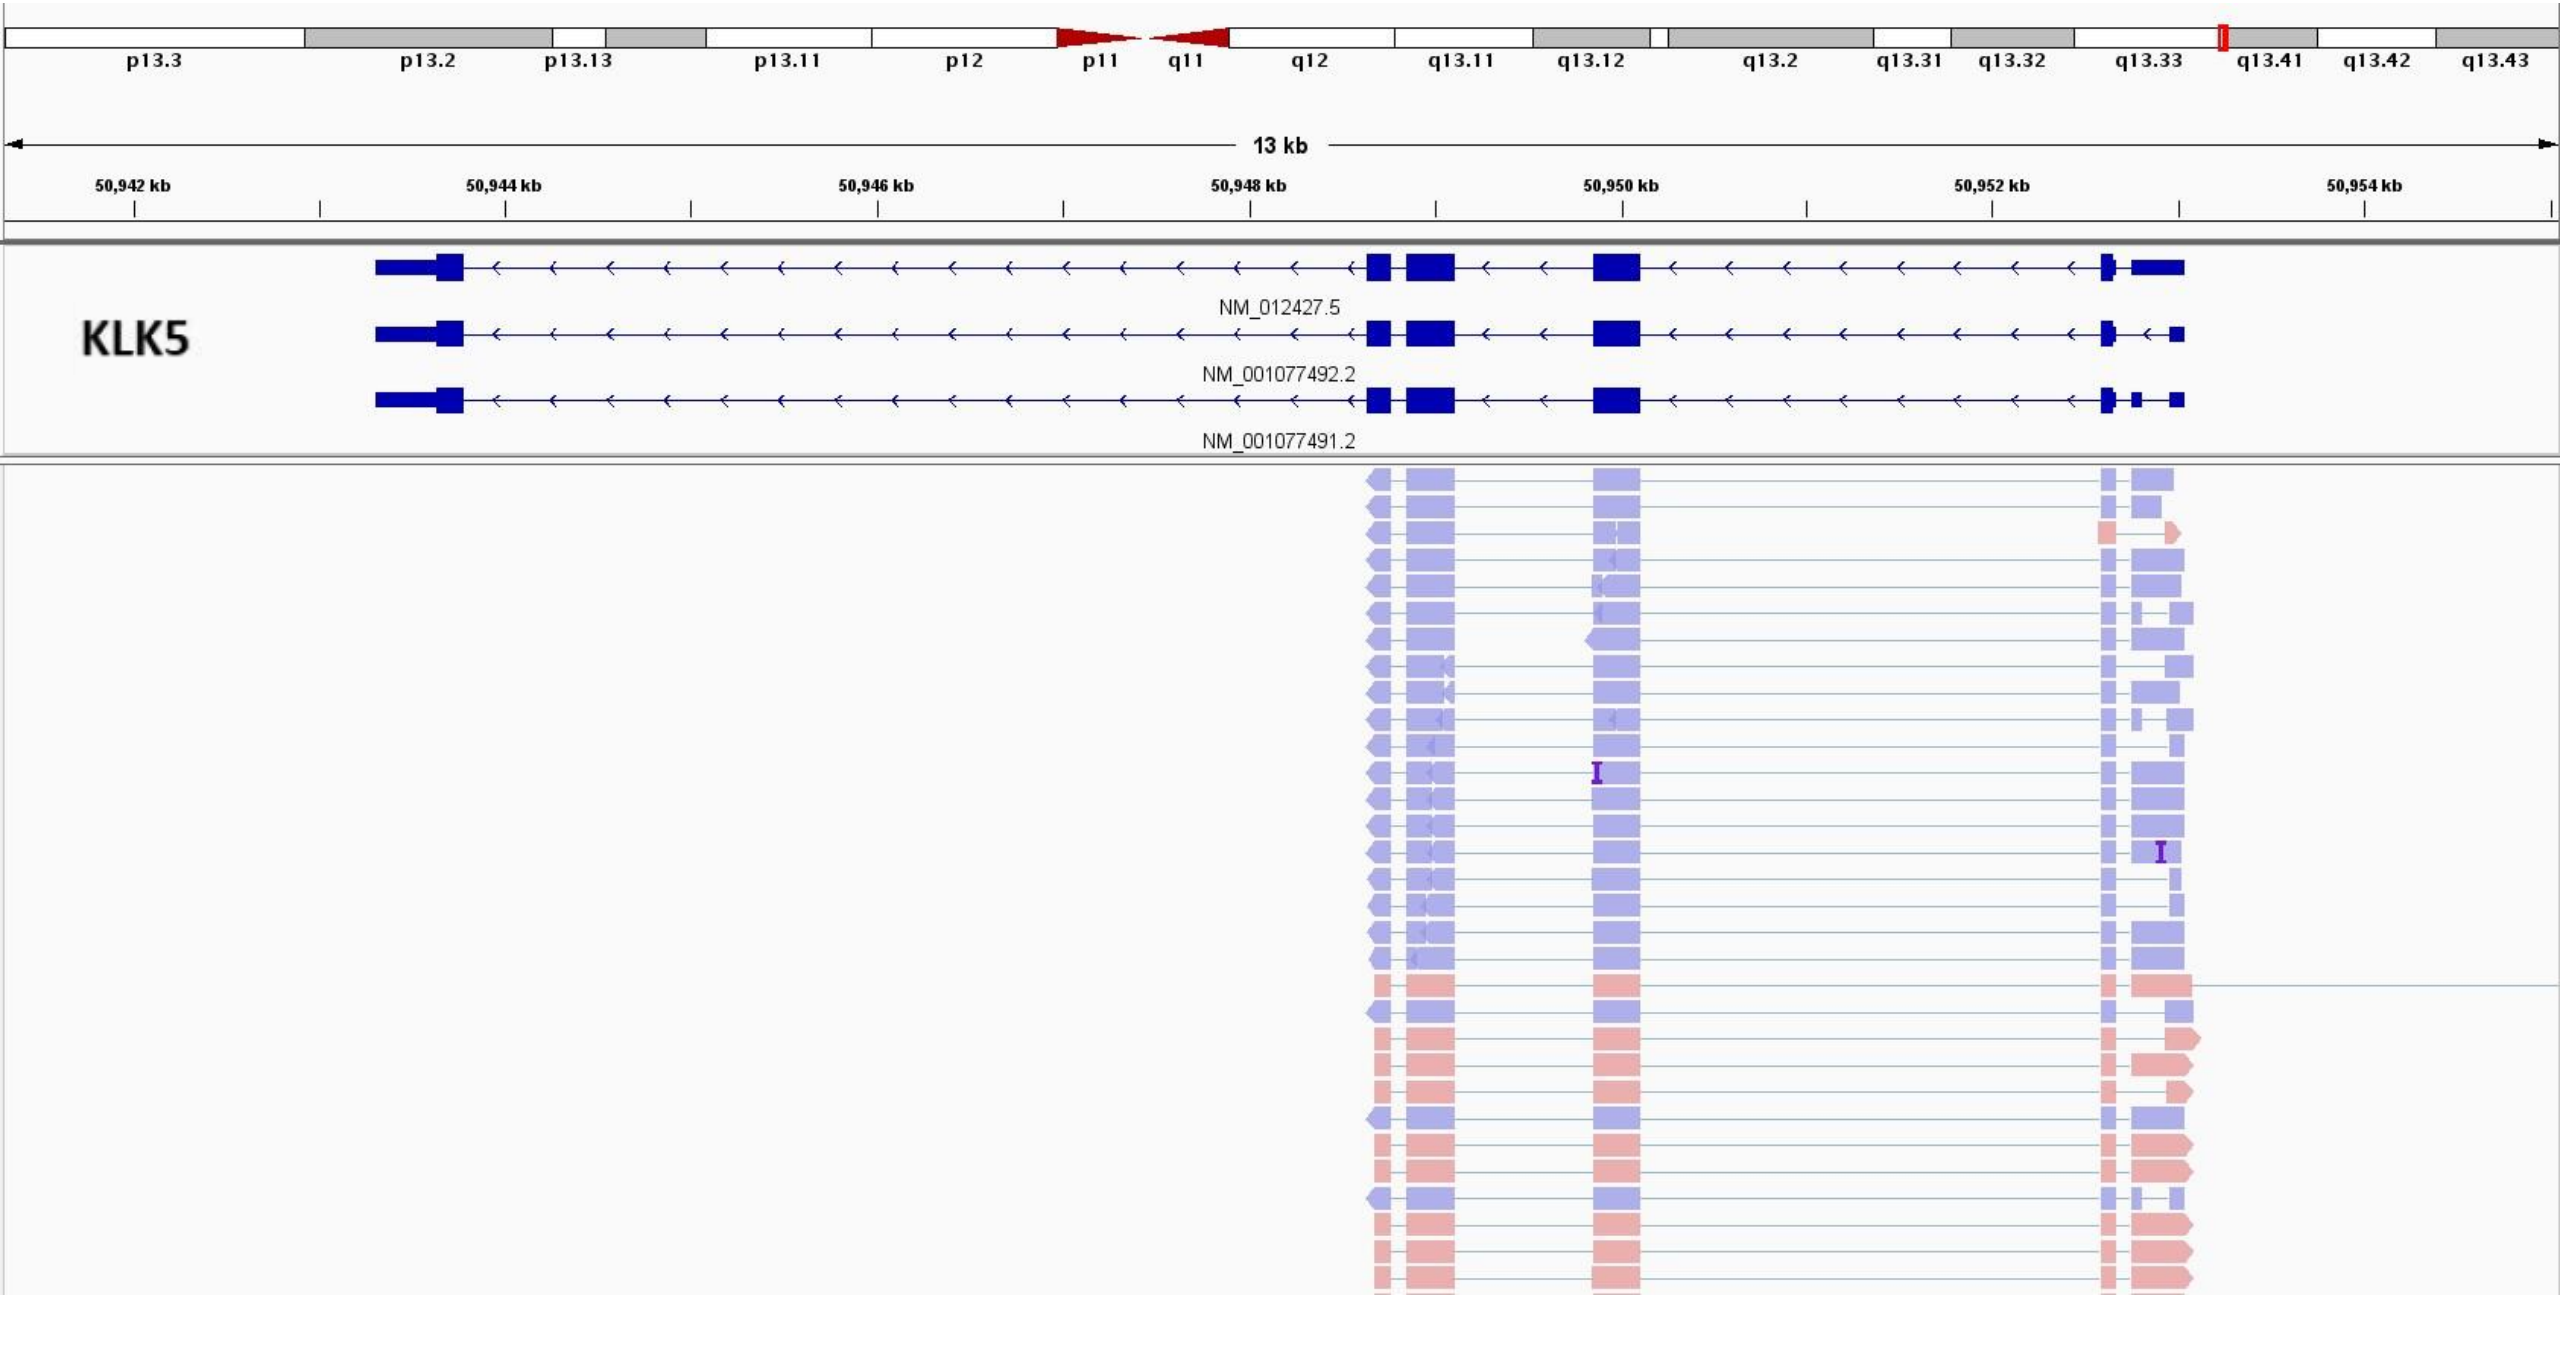 p13.3 p13.2 p13.13 p13.11 p12 p11 q11 q12 q13.11 q13.12 q13.2 q13.31 q13.32 q13.33 q13.41 q13.42 q13.43
13 kb
50,942 kb 50,944 kb 50,946 kb 50,948 kb 50,950 kb 50,952 kb 50,954 kb
NM_012427.5
KLK5
NM_001077492.2
NM_001077491.2